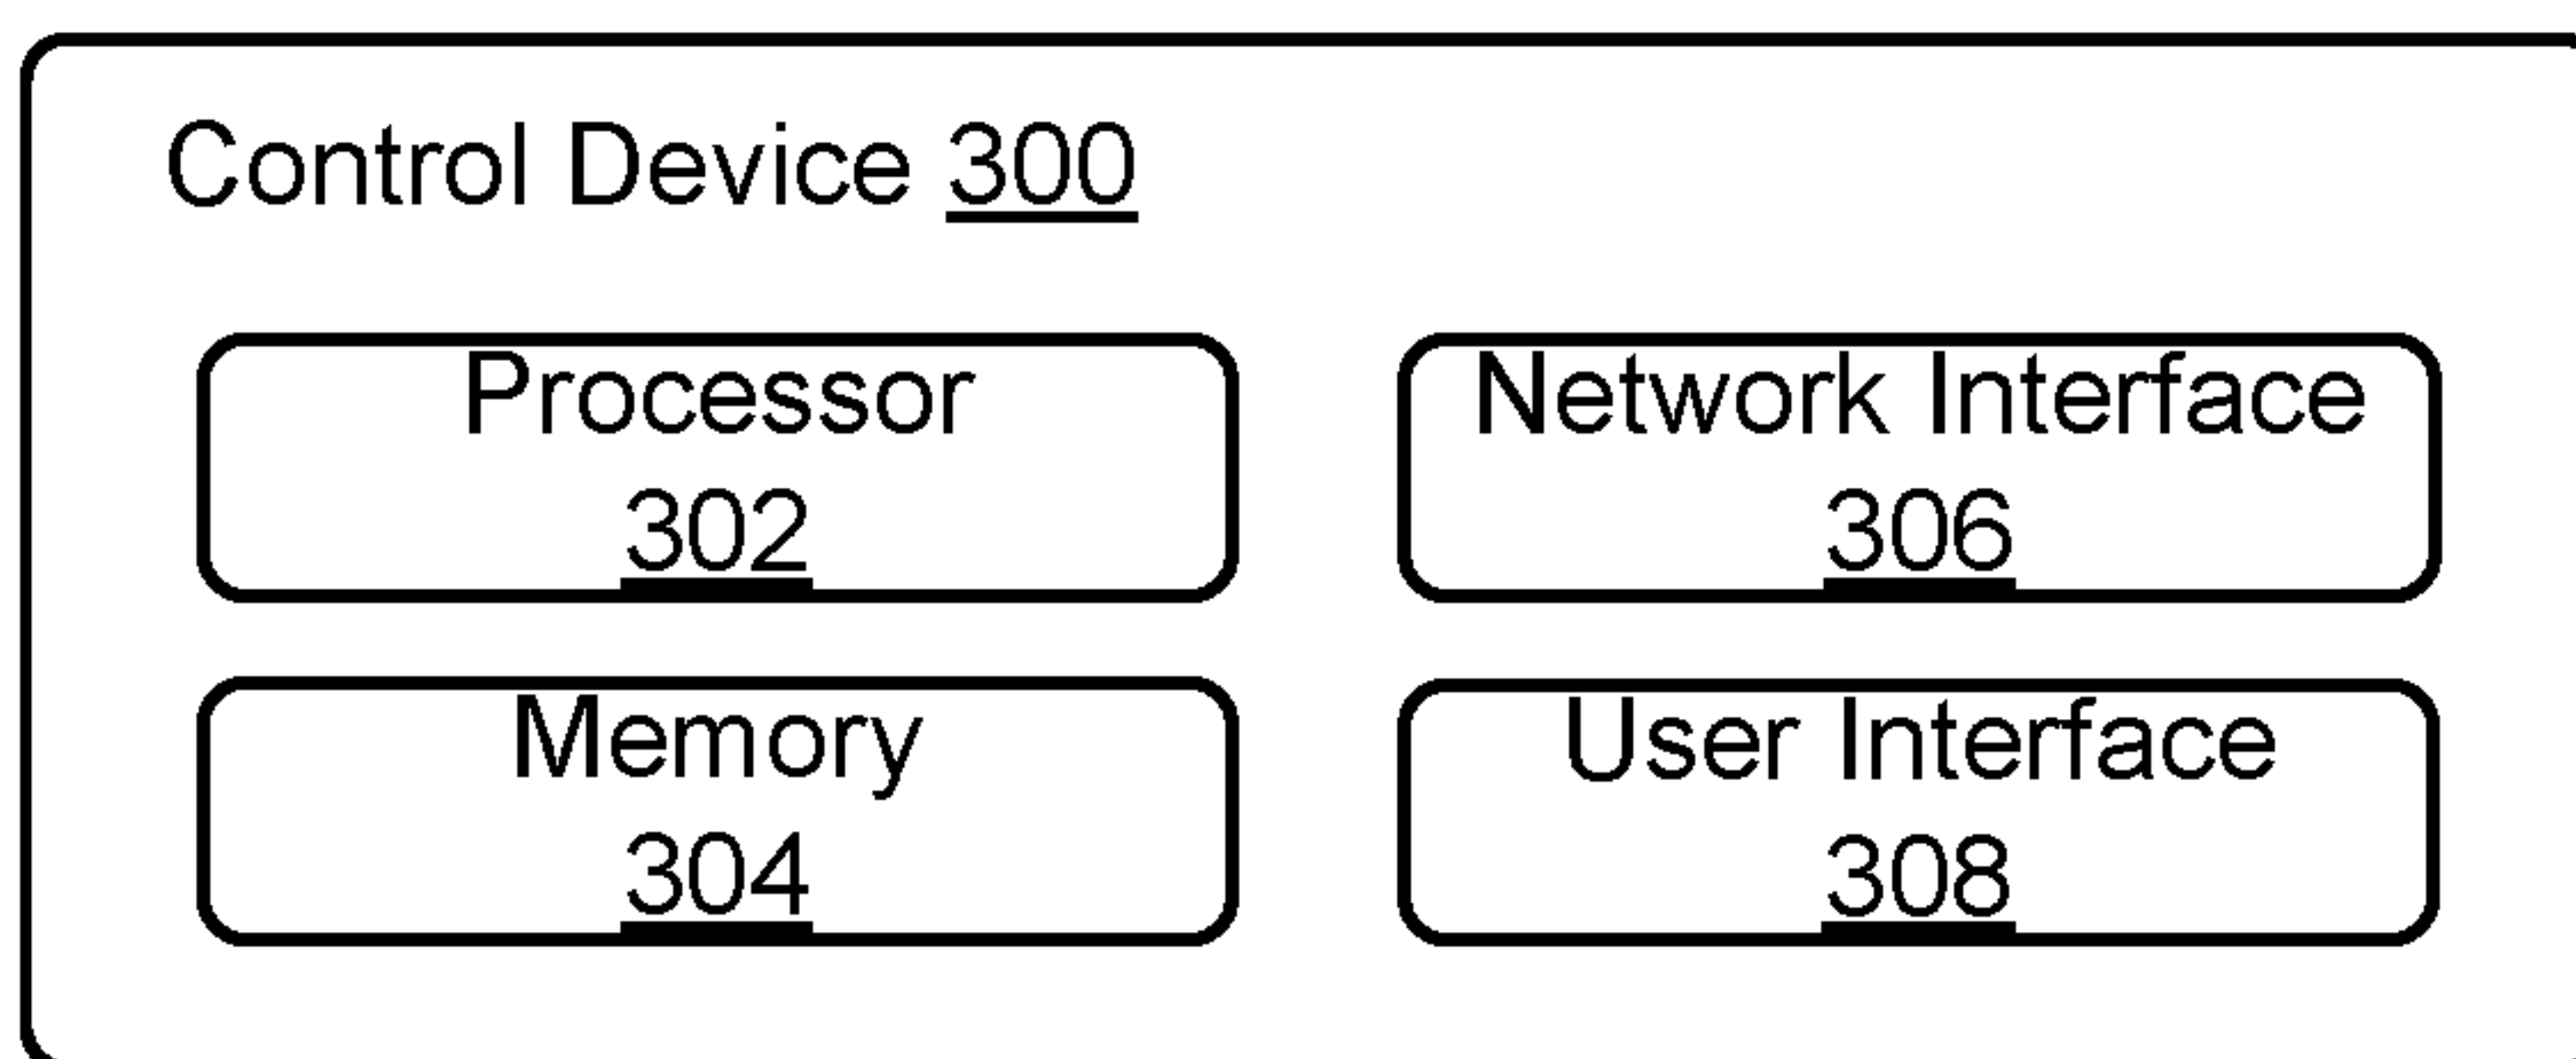 Control Device 300
Processor
302
Network Interface
306
Memory
304
User Interface
308